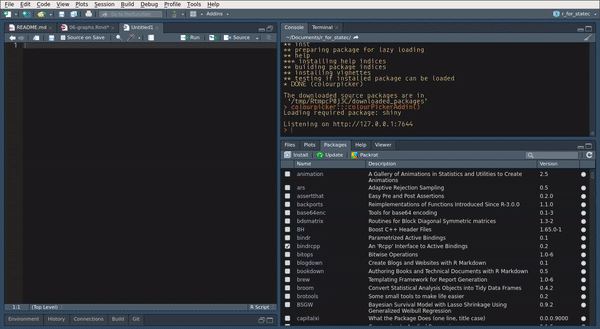 File Edit Code View Plots Session Build Debug Profile Tools Help
Go to file/function
Addins
r_for_statec
README.md
06-graphs.Rmd*
Untitled1
Source on Save
Run
Source
1
1:1
(Top Level)
R Script
Environment History Connections Build Git
Console Terminal
~/Documents/r_for_statec/
** inst
** preparing package for lazy loading
** help
*** installing help indices
** building package indices
** installing vignettes
** testing if installed package can be loaded
* DONE (colourpicker)
The downloaded source packages are in
Loading required package: shiny
Listening on http://127.0.0.1:7644
>
Files Plots Packages Help Viewer
Install Update Packrat
Name Description Version
animation A Gallery of Animations in Statistics and Utilities to Create Animations 2.5
ars Adaptive Rejection Sampling 0.5
assertthat Easy Pre and Post Assertions 0.2.0
backports Reimplementations of Functions Introduced Since R-3.0.0 1.1.0
base64enc Tools for base64 encoding 0.1-3
bdsmatrix Routines for Block Diagonal Symmetric matrices 1.3-2
BH Boost C++ Header Files 1.65.0-1
bindr Parametrized Active Bindings 0.1
bindrcpp An 'Rcpp' Interface to Active Bindings 0.2
bitops Bitwise Operations 1.0-6
blogdown Create Blogs and Websites with R Markdown 0.1
bookdown Authoring Books and Technical Documents with R Markdown 0.5
brew Templating Framework for Report Generation 1.0-6
broom Convert Statistical Analysis Objects into Tidy Data Frames 0.4.2
brotools Some small tools to make life easier 0.2
BSGW Bayesian Survival Model with Lasso Shrinkage Using Generalized Weibull Regression 0.9.2
capitalxi What the Package Does (one line, title case) 0.0.0.9000